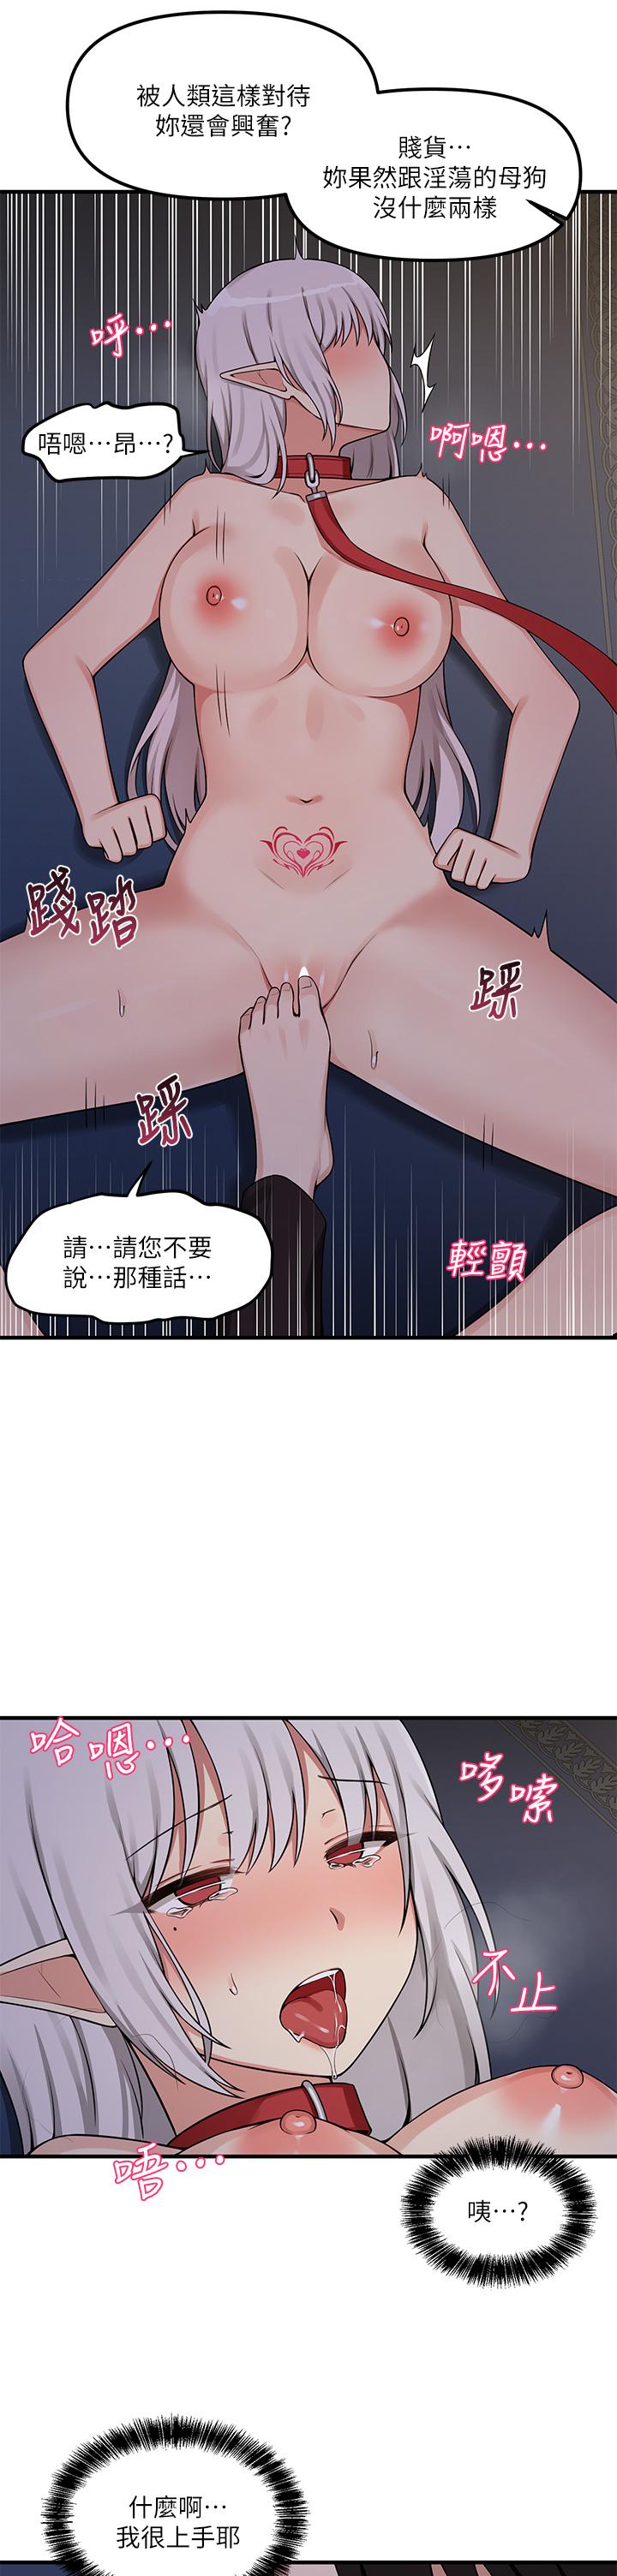 被人類這樣對待
妳還會興奮?
賤貨…
妳果然跟淫蕩的母狗
沒什麼兩樣
呼…
唔嗯…昂…?
啊嗯…
踐踏
踩
踩
請…請您不要
說…那種話…
輕顫
哈嗯…
哆嗦
不止
唔…
咦…?
什麼啊…
我很上手耶